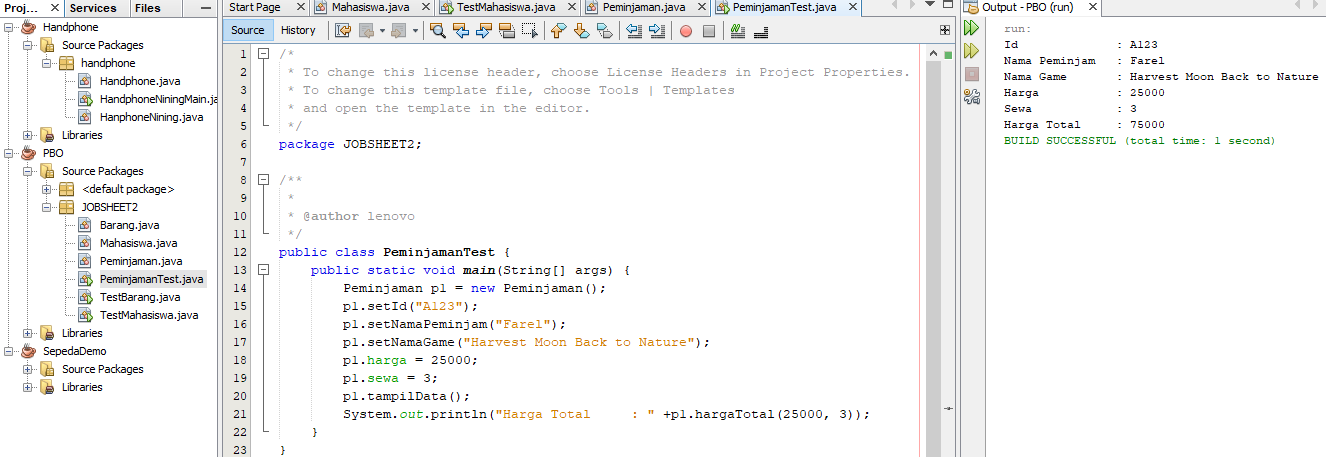 Proj...
Services
Files
Handphone
Source Packages
handphone
Handphone.java
HandphoneNiningMain.ja
HanphoneNining.java
Libraries
PBO
Source Packages
<default package>
JOBSHEET2
Barang.java
Mahasiswa.java
Peminjaman.java
PeminjamanTest.java
TestBarang.java
TestMahasiswa.java
Libraries
SepedaDemo
Source Packages
Libraries
Start Page
Mahasiswa.java
TestMahasiswa.java
Peminjaman.java
PeminjamanTest.java
Source
History
1 /*
2  * To change this license header, choose License Headers in Project Properties.
3  * To change this template file, choose Tools | Templates
4  * and open the template in the editor.
5  */
6 package JOBSHEET2;
7
8 /**
9  *
10  * @author lenovo
11  */
12 public class PeminjamanTest {
13     public static void main(String[] args) {
14         Peminjaman p1 = new Peminjaman();
15         p1.setId("A123");
16         p1.setNamaPeminjam("Farel");
17         p1.setNamaGame("Harvest Moon Back to Nature");
18         p1.harga = 25000;
19         p1.sewa = 3;
20         p1.tampilData();
21         System.out.println("Harga Total     : " +p1.hargaTotal(25000, 3));
22     }
23 }
Output - PBO (run)
run:
Id             : A123
Nama Peminjam  : Farel
Nama Game      : Harvest Moon Back to Nature
Harga          : 25000
Sewa           : 3
Harga Total    : 75000
BUILD SUCCESSFUL (total time: 1 second)